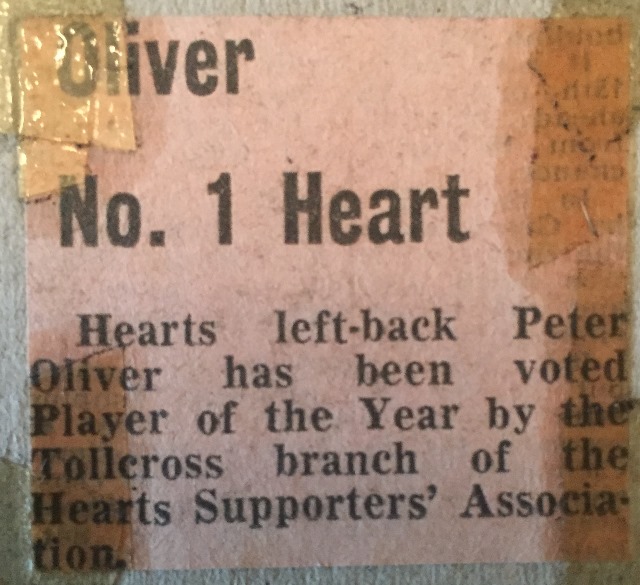 Oliver
No. 1 Heart
Hearts left-back Peter
Oliver has been voted
Player of the Year by the
Tollcross branch of the
Hearts Supporters' Associa-
tion.